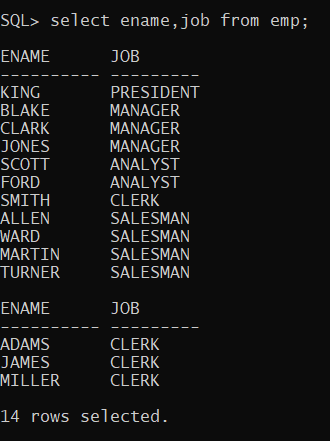 SQL> select ename,job from emp;
ENAME      JOB
---------- ---------
KING       PRESIDENT
BLAKE      MANAGER
CLARK      MANAGER
JONES      MANAGER
SCOTT      ANALYST
FORD       ANALYST
SMITH      CLERK
ALLEN      SALESMAN
WARD       SALESMAN
MARTIN     SALESMAN
TURNER     SALESMAN
ENAME      JOB
---------- ---------
ADAMS      CLERK
JAMES      CLERK
MILLER     CLERK
14 rows selected.